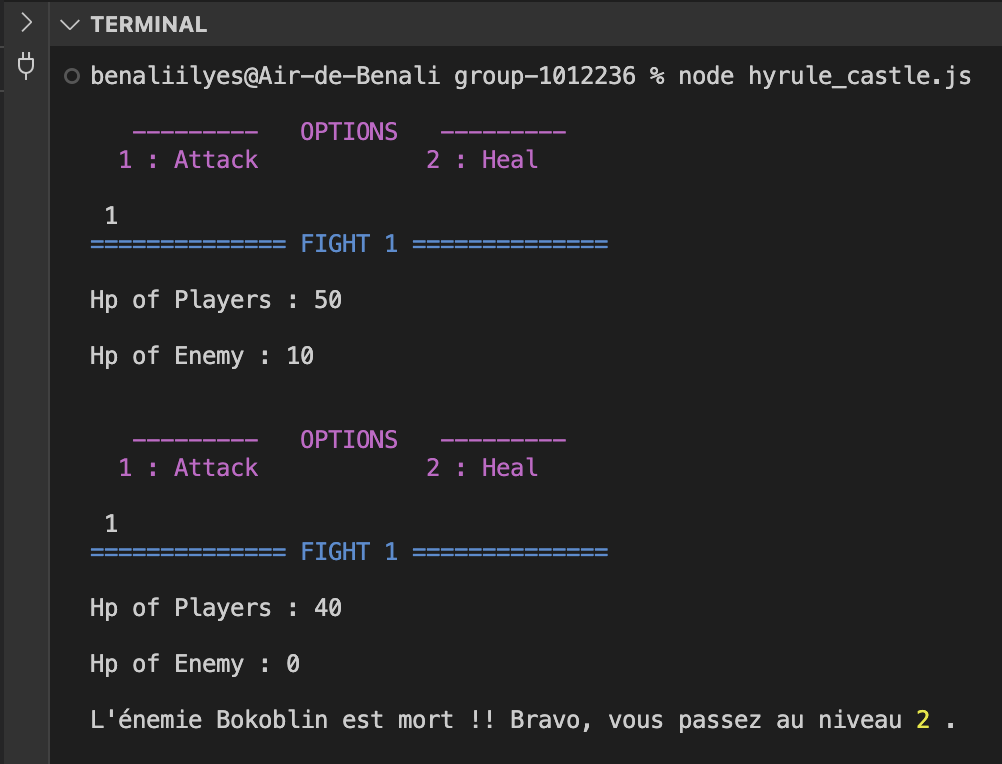 TERMINAL
benaliilyes@Air-de-Benali group-1012236 % node hyrule_castle.js
--------- OPTIONS ---------
1 : Attack 2 : Heal
1
============== FIGHT 1 ==============
Hp of Players : 50
Hp of Enemy : 10
--------- OPTIONS ---------
1 : Attack 2 : Heal
1
============== FIGHT 1 ==============
Hp of Players : 40
Hp of Enemy : 0
L'énemie Bokoblin est mort !! Bravo, vous passez au niveau 2 .